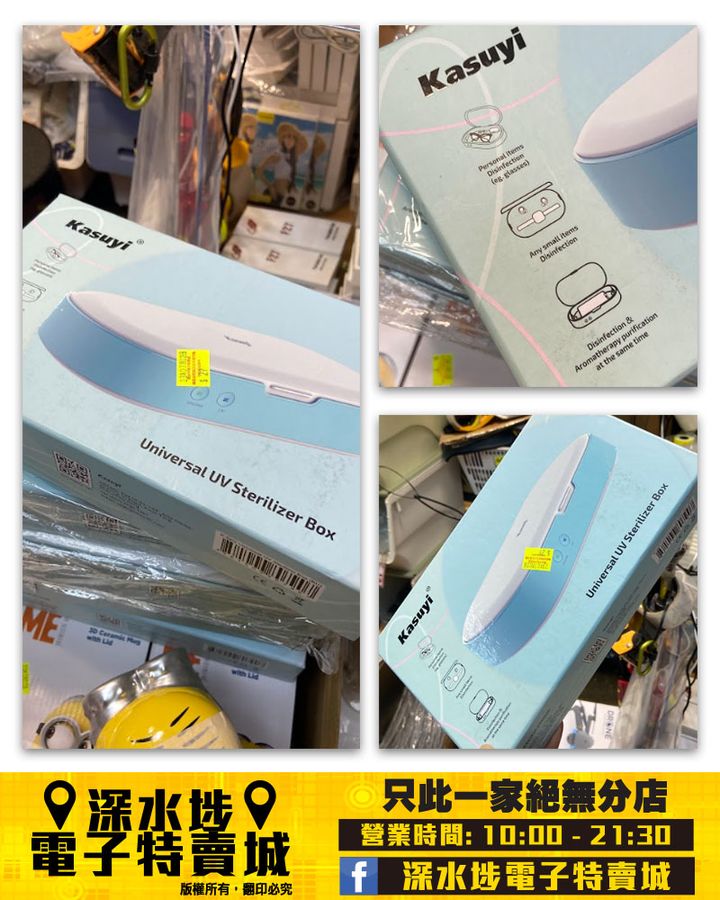 Kasuyi
Universal UV Sterilizer Box
Kasuyi
3D Ceramic Mug
with Lid
with Lid
ME
Kasuyi
Personal items
Disinfection
(eg. glasses)
Any small items
Disinfection
Disinfection &
Aromatherapy purification
at the same time
Kasuyi
Universal UV Sterilizer Box
DRONE
深水埗
電子特賣城
版權所有，翻印必究
只此一家絕無分店
營業時間: 10:00 - 21:30
f 深水埗電子特賣城